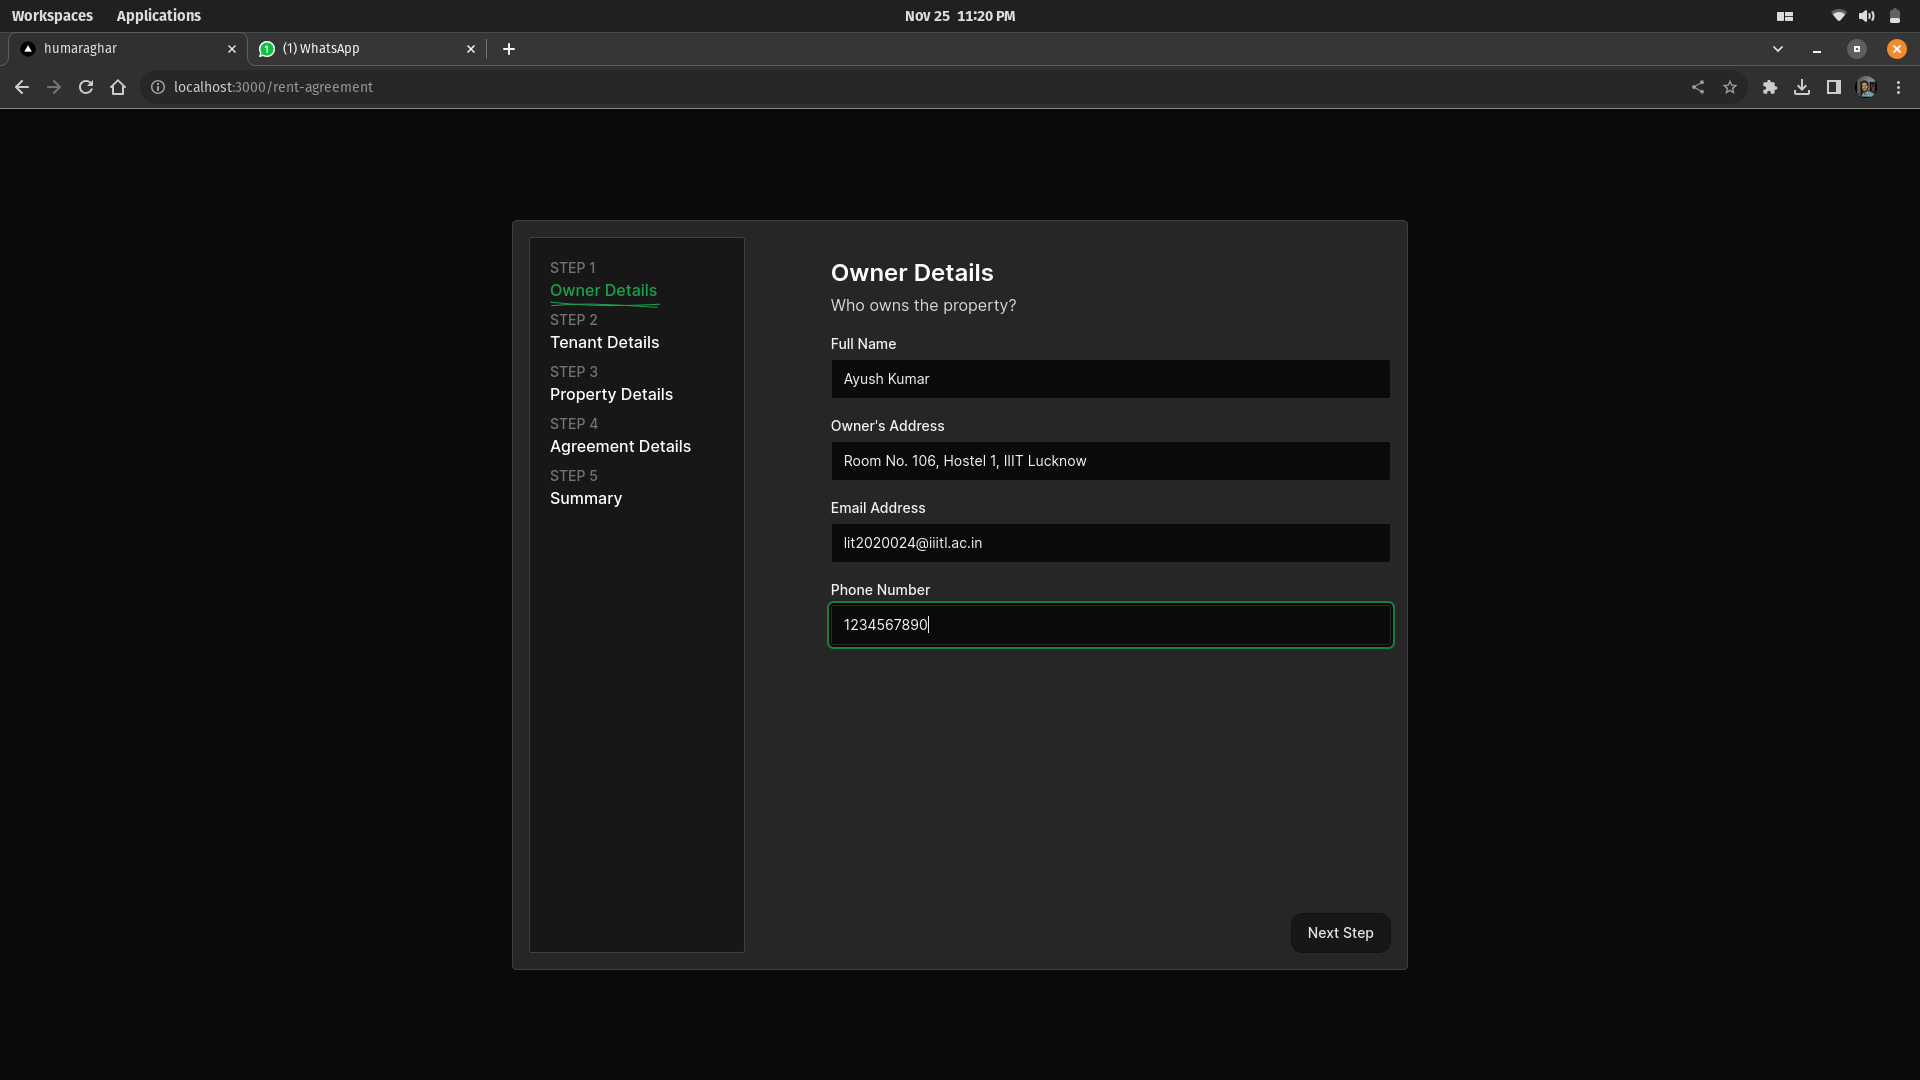 Workspaces Applications Nov 25 11:20 PM
humaraghar (1) WhatsApp
localhost:3000/rent-agreement
STEP 1
Owner Details
STEP 2
Tenant Details
STEP 3
Property Details
STEP 4
Agreement Details
STEP 5
Summary
Owner Details
Who owns the property?
Full Name
Ayush Kumar
Owner's Address
Room No. 106, Hostel 1, IIIT Lucknow
Email Address
lit2020024@iiitl.ac.in
Phone Number
1234567890
Next Step